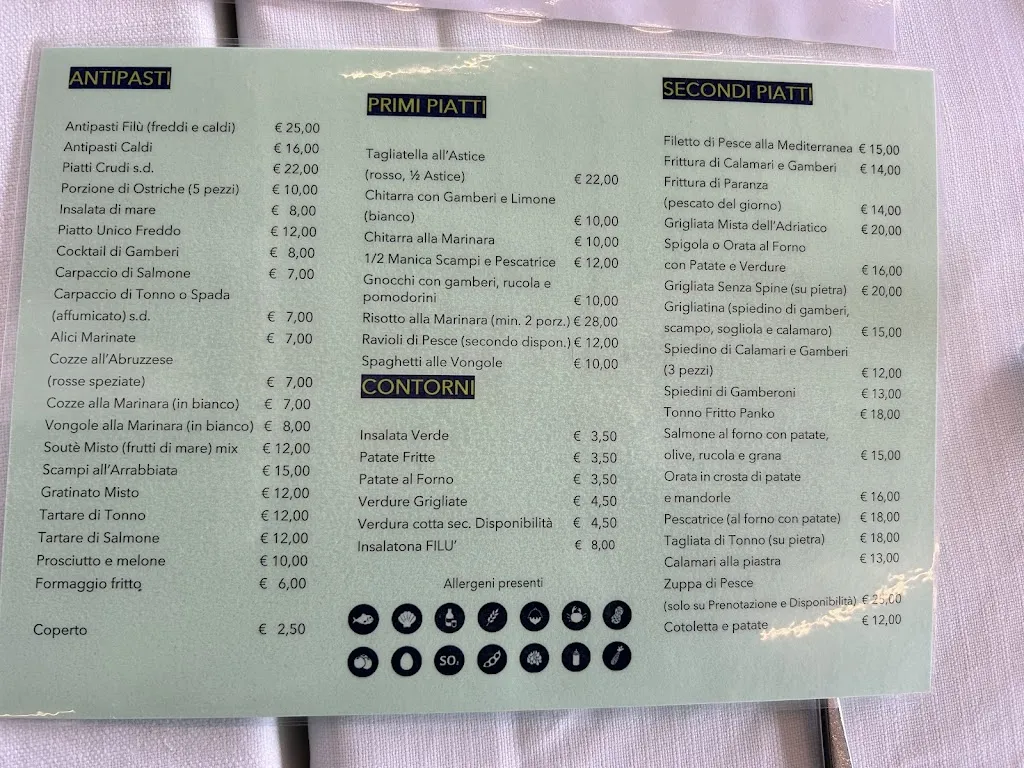 ANTIPASTI
Antipasti Filù (freddi e caldi) € 25,00
Antipasti Caldi € 16,00
Piatti Crudi s.d. € 22,00
Porzione di Ostriche (5 pezzi) € 10,00
Insalata di mare € 8,00
Piatto Unico Freddo € 12,00
Cocktail di Gamberi € 8,00
Carpaccio di Salmone € 7,00
Carpaccio di Tonno o Spada
(affumicato) s.d. € 7,00
Alici Marinate € 7,00
Cozze all'Abruzzese
(rosse speziate) € 7,00
Cozze alla Marinara (in bianco) € 7,00
Vongole alla Marinara (in bianco) € 8,00
Soutè Misto (frutti di mare) mix € 12,00
Scampi all'Arrabbiata € 15,00
Gratinato Misto € 12,00
Tartare di Tonno € 12,00
Tartare di Salmone € 12,00
Prosciutto e melone € 10,00
Formaggio fritto € 6,00
Coperto € 2,50
PRIMI PIATTI
Tagliatella all'Astice
(rosso, ½ Astice) € 22,00
Chitarra con Gamberi e Limone
(bianco) € 10,00
Chitarra alla Marinara € 10,00
1/2 Manica Scampi e Pescatrice € 12,00
Gnocchi con gamberi, rucola e
pomodorini € 10,00
Risotto alla Marinara (min. 2 porz.) € 28,00
Ravioli di Pesce (secondo dispon.) € 12,00
Spaghetti alle Vongole € 10,00
CONTORNI
Insalata Verde € 3,50
Patate Fritte € 3,50
Patate al Forno € 3,50
Verdure Grigliate € 4,50
Verdura cotta sec. Disponibilità € 4,50
Insalatona FILU' € 8,00
Allergeni presenti
SO₂
SECONDI PIATTI
Filetto di Pesce alla Mediterranea € 15,00
Frittura di Calamari e Gamberi € 14,00
Frittura di Paranza
(pescato del giorno) € 14,00
Grigliata Mista dell'Adriatico € 20,00
Spigola o Orata al Forno
con Patate e Verdure € 16,00
Grigliata Senza Spine (su pietra) € 20,00
Grigliatina (spiedino di gamberi,
scampo, sogliola e calamaro) € 15,00
Spiedino di Calamari e Gamberi
(3 pezzi) € 12,00
Spiedini di Gamberoni € 13,00
Tonno Fritto Panko € 18,00
Salmone al forno con patate,
olive, rucola e grana € 15,00
Orata in crosta di patate
e mandorle € 16,00
Pescatrice (al forno con patate) € 18,00
Tagliata di Tonno (su pietra) € 18,00
Calamari alla piastra € 13,00
Zuppa di Pesce
(solo su Prenotazione e Disponibilità) € 25,00
Cotoletta e patate € 12,00